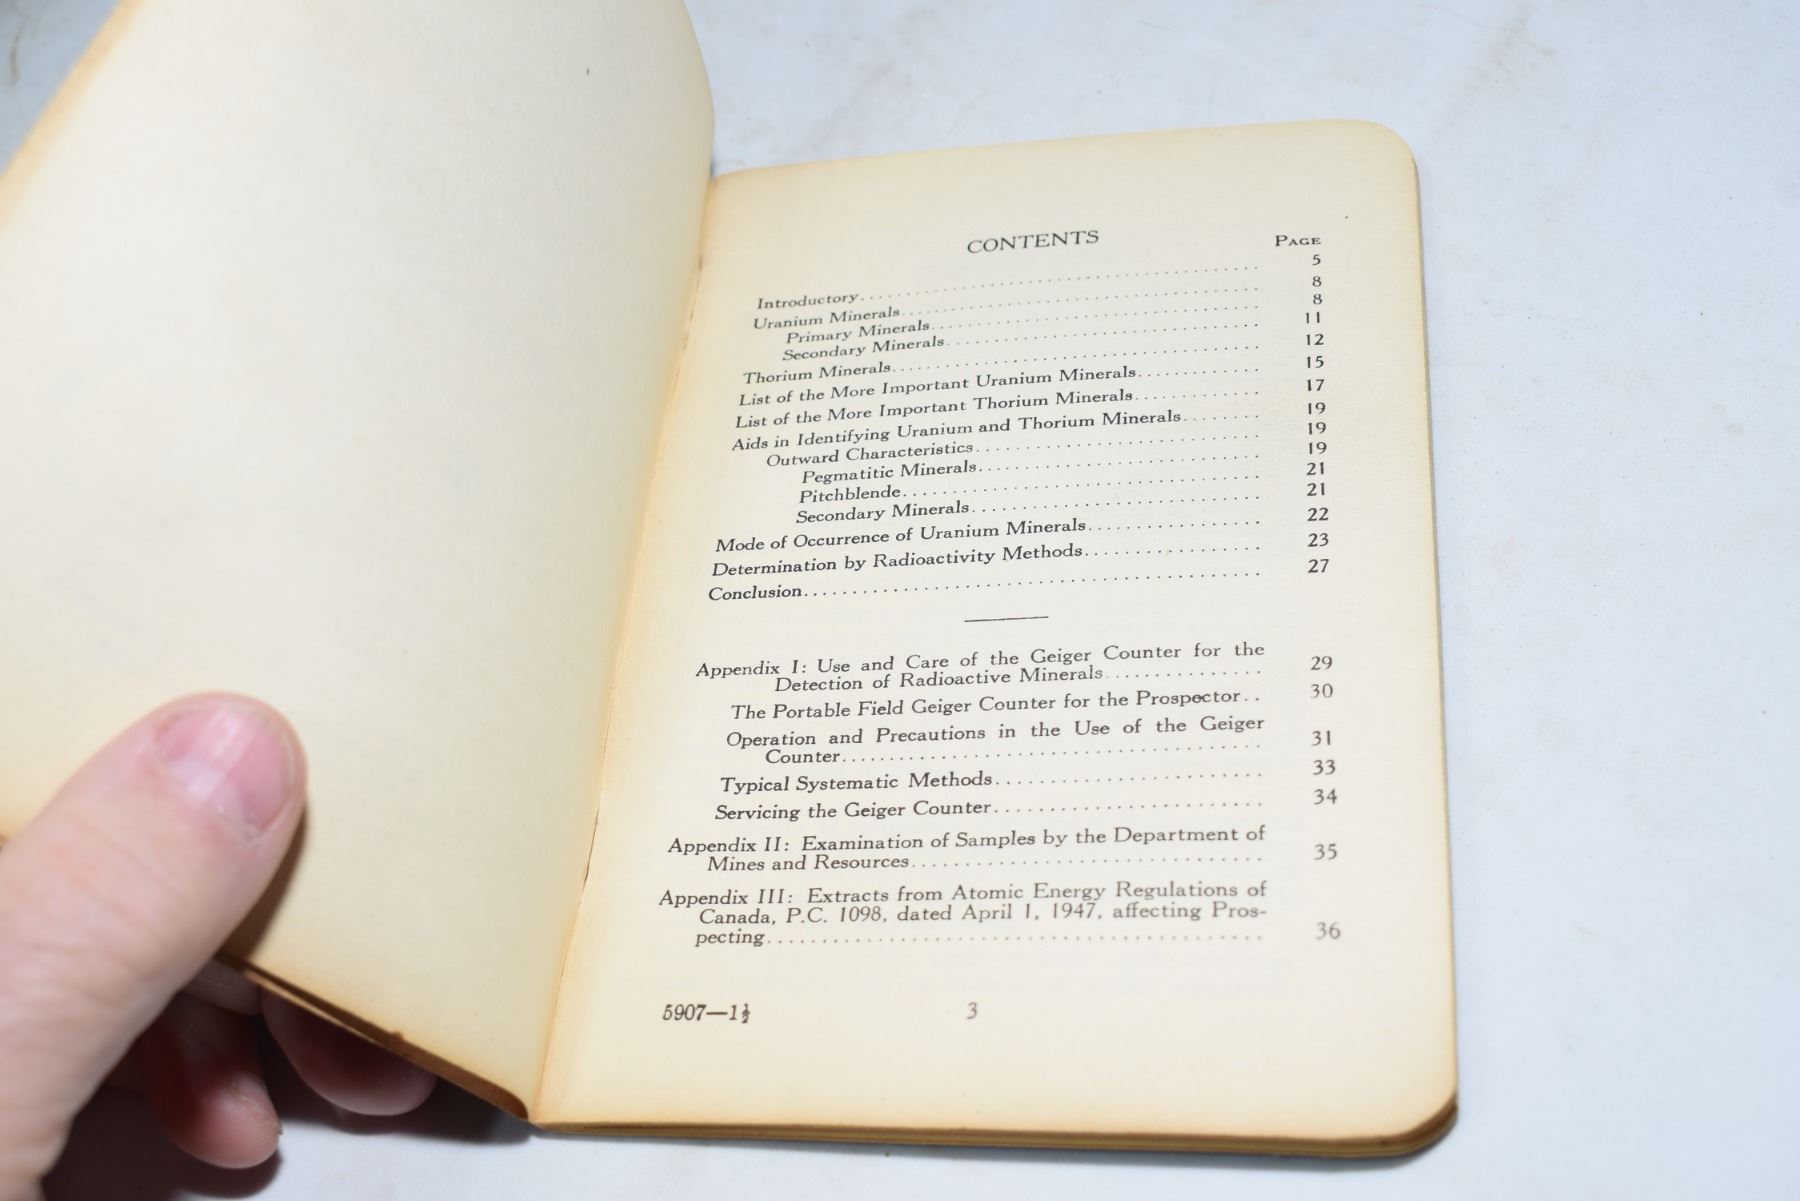 CONTENTS
PAGE
Introductory 5
Uranium Minerals 8
Primary Minerals 8
Secondary Minerals 11
Thorium Minerals 12
List of the More Important Uranium Minerals 15
List of the More Important Thorium Minerals 17
Aids in Identifying Uranium and Thorium Minerals 19
Outward Characteristics 19
Pegmatitic Minerals 19
Pitchblende 21
Secondary Minerals 21
Mode of Occurrence of Uranium Minerals 22
Determination by Radioactivity Methods 23
Conclusion 27
Appendix I: Use and Care of the Geiger Counter for the
Detection of Radioactive Minerals 29
The Portable Field Geiger Counter for the Prospector 30
Operation and Precautions in the Use of the Geiger
Counter 31
Typical Systematic Methods 33
Servicing the Geiger Counter 34
Appendix II: Examination of Samples by the Department of
Mines and Resources 35
Appendix III: Extracts from Atomic Energy Regulations of
Canada, P.C. 1098, dated April 1, 1947, affecting Pros-
pecting 36
5907—1½ 3